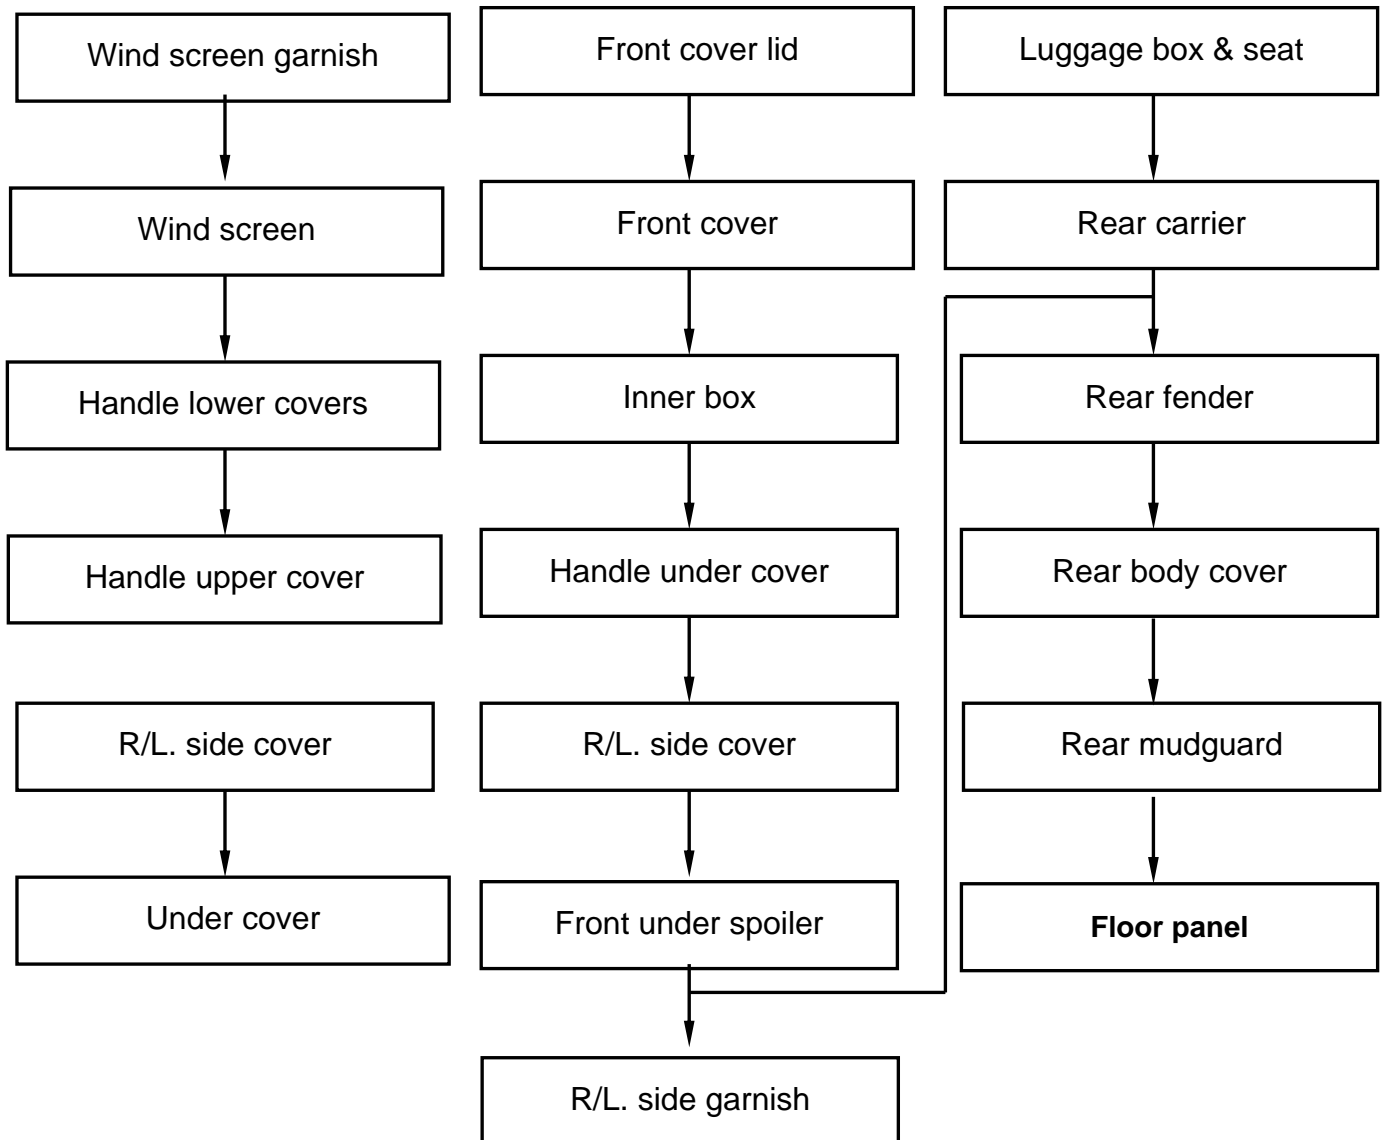 Wind screen garnish
Wind screen
Handle lower covers
Handle upper cover
R/L. side cover
Under cover
Front cover lid
Front cover
Inner box
Handle under cover
R/L. side cover
Front under spoiler
R/L. side garnish
Luggage box & seat
Rear carrier
Rear fender
Rear body cover
Rear mudguard
Floor panel